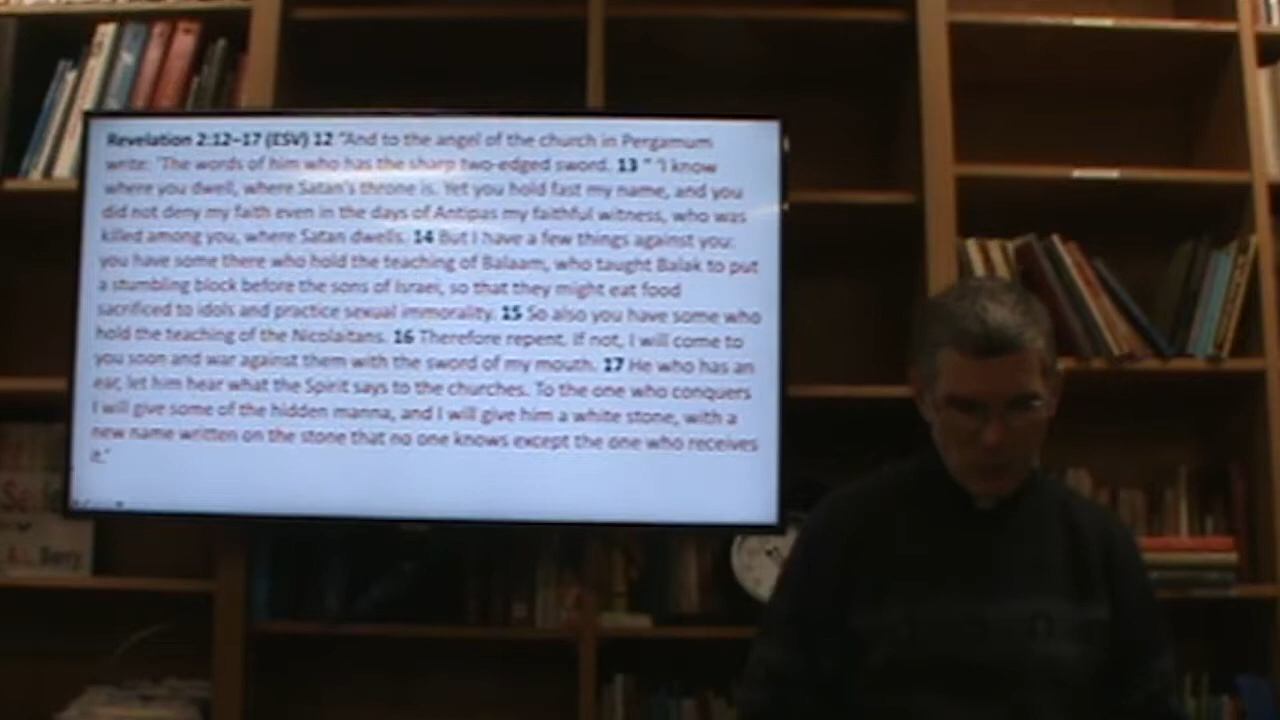 Revelation 2:12–17 (ESV) 12 "And to the angel of the church in Pergamum
write: 'The words of him who has the sharp two-edged sword. 13 " 'I know
where you dwell, where Satan's throne is. Yet you hold fast my name, and you
did not deny my faith even in the days of Antipas my faithful witness, who was
killed among you, where Satan dwells. 14 But I have a few things against you:
you have some there who hold the teaching of Balaam, who taught Balak to put
a stumbling block before the sons of Israel, so that they might eat food
sacrificed to idols and practice sexual immorality. 15 So also you have some who
hold the teaching of the Nicolaitans. 16 Therefore repent. If not, I will come to
you soon and war against them with the sword of my mouth. 17 He who has an
ear, let him hear what the Spirit says to the churches. To the one who conquers
I will give some of the hidden manna, and I will give him a white stone, with a
new name written on the stone that no one knows except the one who receives
it.'
Berry